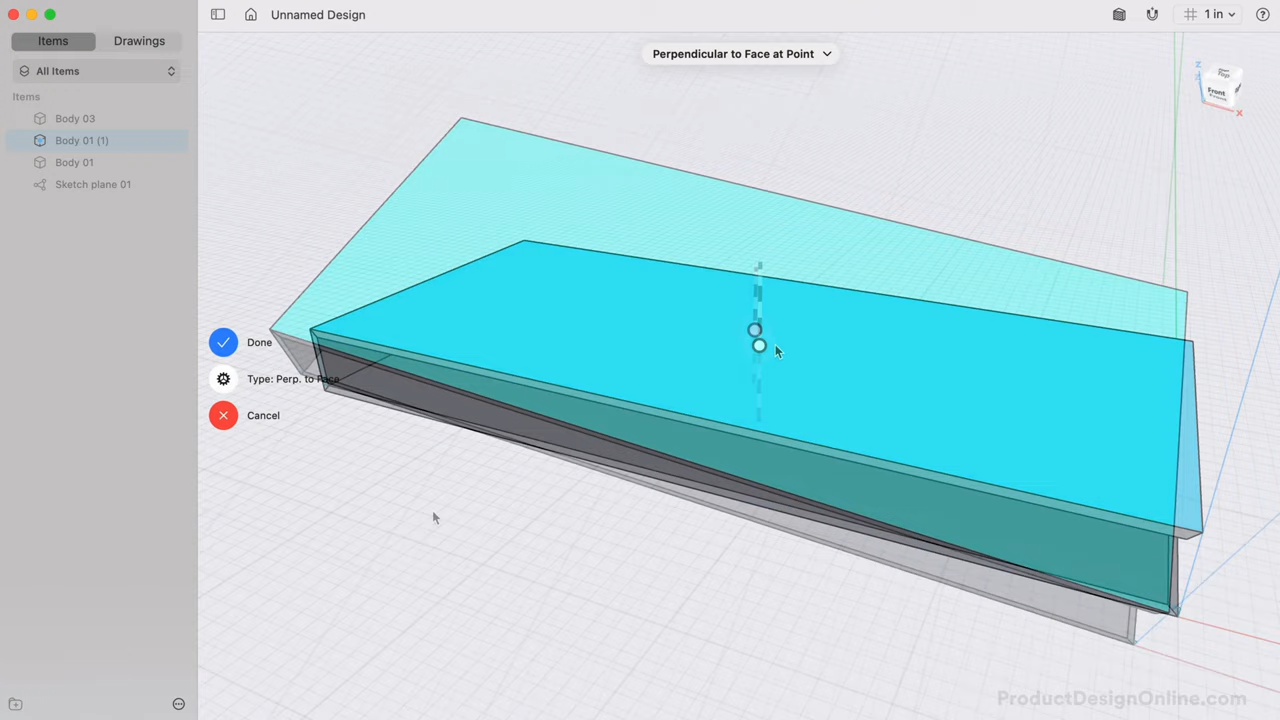 Unnamed Design
1 in
Items
Drawings
Perpendicular to Face at Point
All Items
Z
Top
Front
X
Items
Body 03
Body 01 (1)
Body 01
Sketch plane 01
Done
Type: Perp. to Face
Cancel
ProductDesignOnline.com